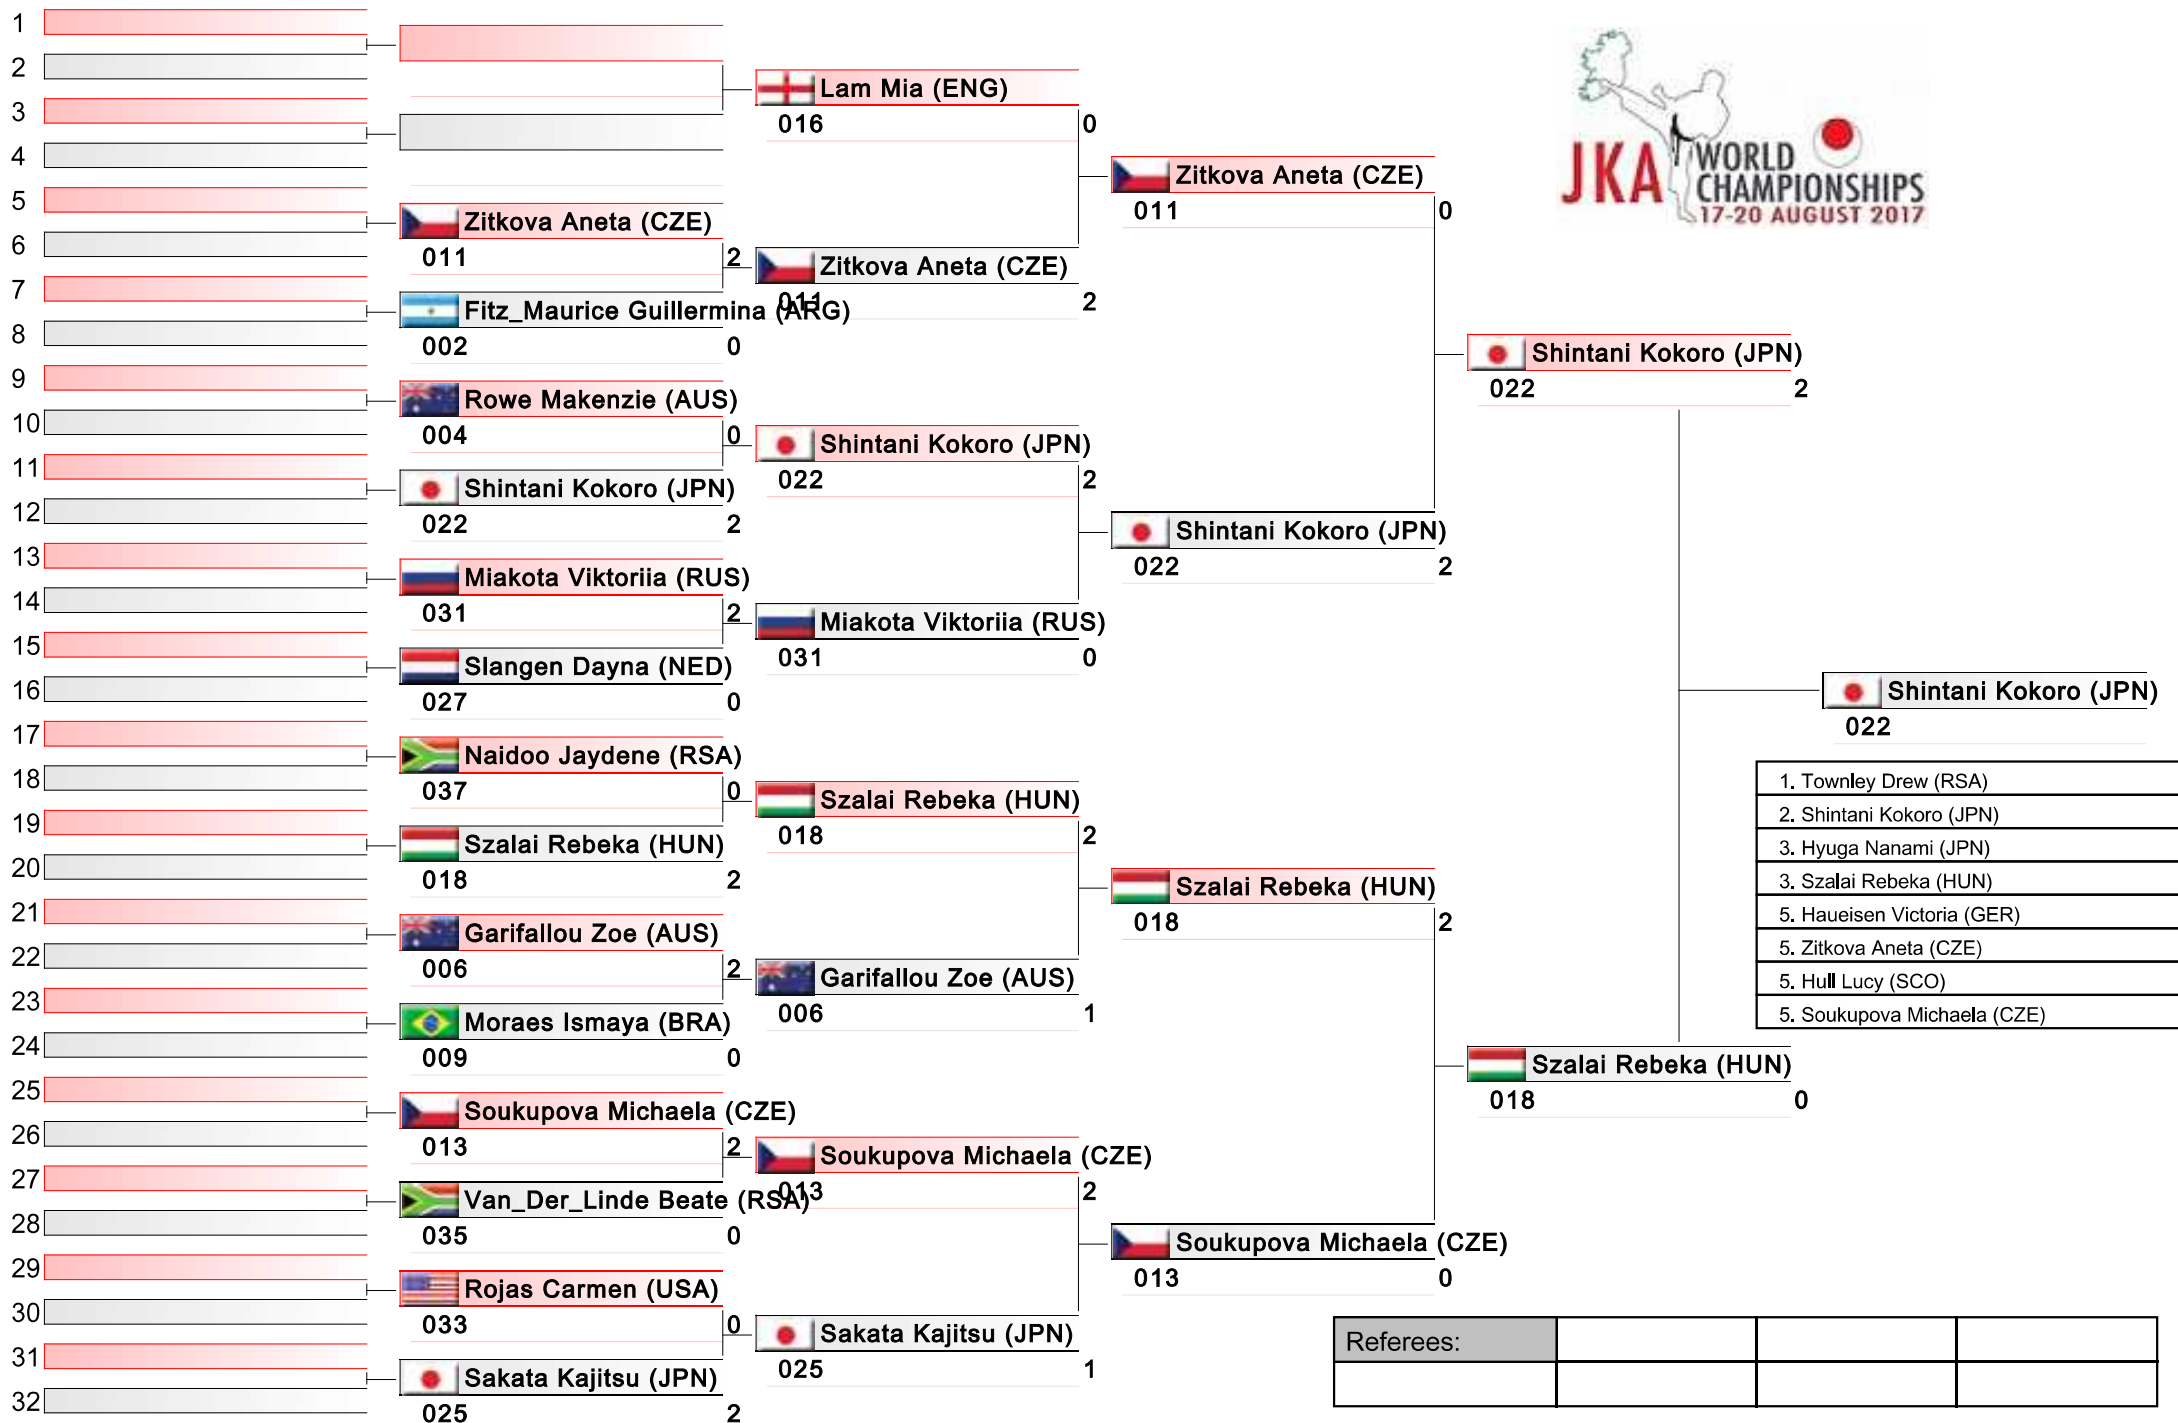 1
2
3
4
5
6
7
8
9
10
11
12
13
14
15
16
17
18
19
20
21
22
23
24
25
26
27
28
29
30
31
32
Zitkova Aneta (CZE)
011 2
Fitz_Maurice Guillermina (ARG)
002 0
Rowe Makenzie (AUS)
004 0
Shintani Kokoro (JPN)
022 2
Miakota Viktoriia (RUS)
031 2
Slangen Dayna (NED)
027 0
Naidoo Jaydene (RSA)
037 0
Szalai Rebeka (HUN)
018 2
Garifallou Zoe (AUS)
006 2
Moraes Ismaya (BRA)
009 0
Soukupova Michaela (CZE)
013 2
Van_Der_Linde Beate (RSA)
035 0
Rojas Carmen (USA)
033 0
Sakata Kajitsu (JPN)
025 2
Lam Mia (ENG)
016 0
Zitkova Aneta (CZE)
011 2
Shintani Kokoro (JPN)
022 2
Miakota Viktoriia (RUS)
031 0
Szalai Rebeka (HUN)
018 2
Garifallou Zoe (AUS)
006 1
Soukupova Michaela (CZE)
013 2
Sakata Kajitsu (JPN)
025 1
Zitkova Aneta (CZE)
011 0
Shintani Kokoro (JPN)
022 2
Szalai Rebeka (HUN)
018 2
Soukupova Michaela (CZE)
013 0
Shintani Kokoro (JPN)
022 2
Szalai Rebeka (HUN)
018 0
Shintani Kokoro (JPN)
022
JKA WORLD
CHAMPIONSHIPS
17-20 AUGUST 2017
1. Townley Drew (RSA)
2. Shintani Kokoro (JPN)
3. Hyuga Nanami (JPN)
3. Szalai Rebeka (HUN)
5. Haueisen Victoria (GER)
5. Zitkova Aneta (CZE)
5. Hull Lucy (SCO)
5. Soukupova Michaela (CZE)
Referees: